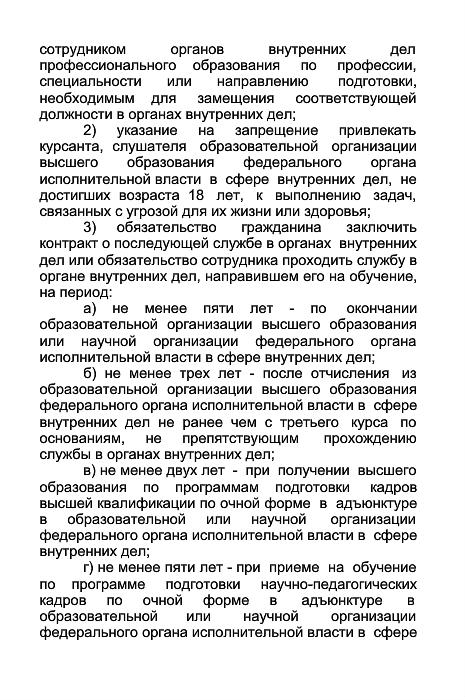 сотрудником органов внутренних дел
профессионального образования по профессии,
специальности или направлению подготовки,
необходимым для замещения соответствующей
должности в органах внутренних дел;
2) указание на запрещение привлекать
курсанта, слушателя образовательной организации
высшего образования федерального органа
исполнительной власти в сфере внутренних дел, не
достигших возраста 18 лет, к выполнению задач,
связанных с угрозой для их жизни или здоровья;
3) обязательство гражданина заключить
контракт о последующей службе в органах внутренних
дел или обязательство сотрудника проходить службу в
органе внутренних дел, направившем его на обучение,
на период:
а) не менее пяти лет - по окончании
образовательной организации высшего образования
или научной организации федерального органа
исполнительной власти в сфере внутренних дел;
б) не менее трех лет - после отчисления из
образовательной организации высшего образования
федерального органа исполнительной власти в сфере
внутренних дел не ранее чем с третьего курса по
основаниям, не препятствующим прохождению
службы в органах внутренних дел;
в) не менее двух лет - при получении высшего
образования по программам подготовки кадров
высшей квалификации по очной форме в адъюнктуре
в образовательной или научной организации
федерального органа исполнительной власти в сфере
внутренних дел;
г) не менее пяти лет - при приеме на обучение
по программе подготовки научно-педагогических
кадров по очной форме в адъюнктуре в
образовательной или научной организации
федерального органа исполнительной власти в сфере